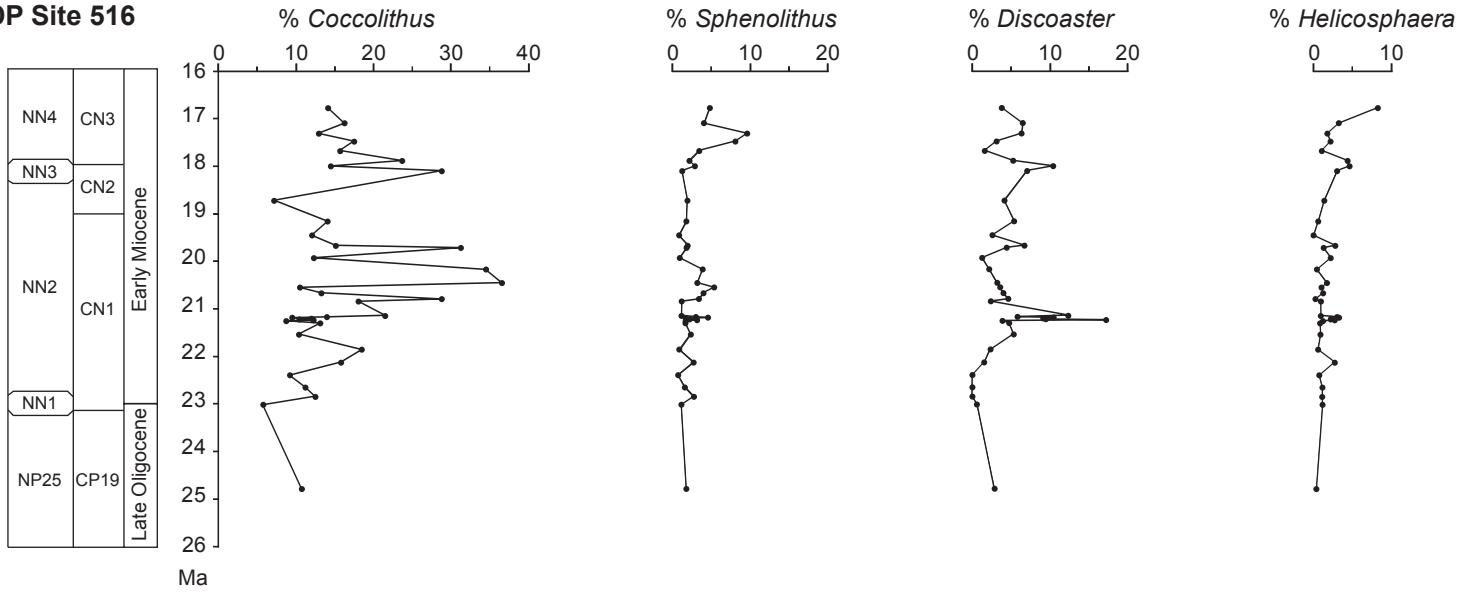 DP Site 516
% Coccolithus
% Sphenolithus
% Discoaster
% Helicosphaera
0 10 20 30 40
0 10 20
0 10 20
0 10
16
17
18
19
20
21
22
23
24
25
26
Ma
NN4
NN3
NN2
NN1
NP25
CN3
CN2
CN1
CP19
Early Miocene
Late Oligocene